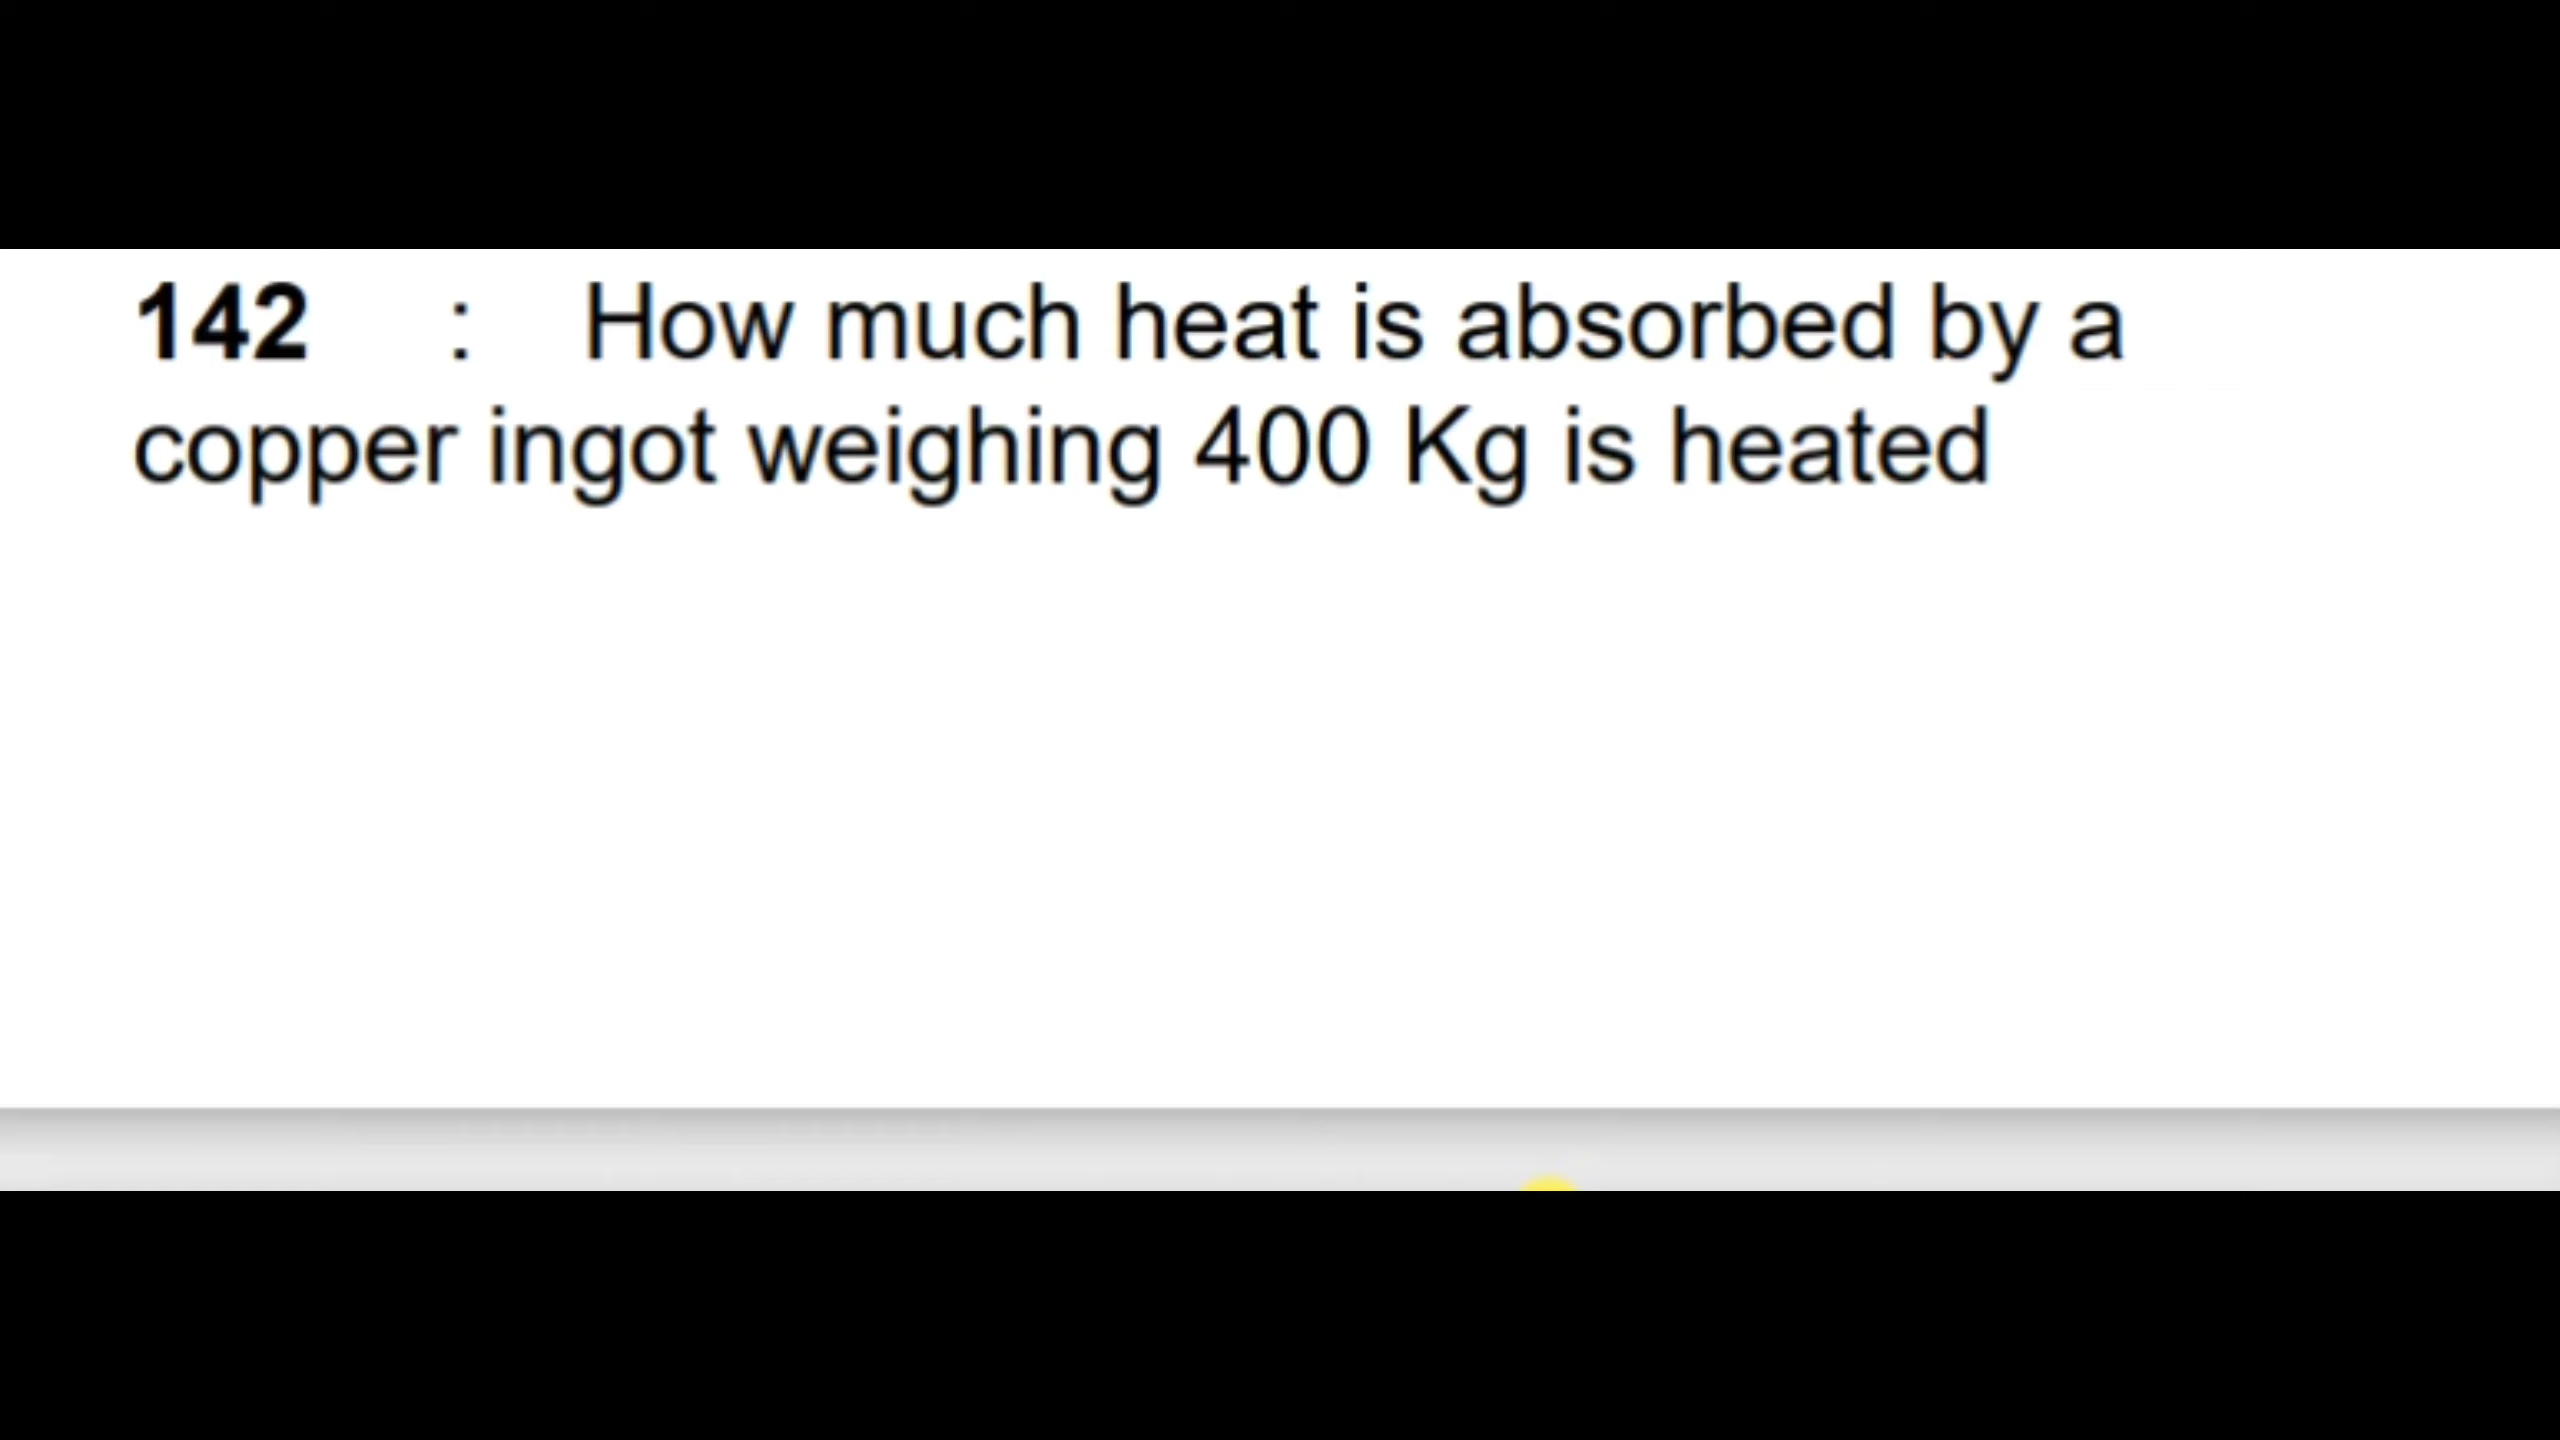 142 : How much heat is absorbed by a
copper ingot weighing 400 Kg is heated